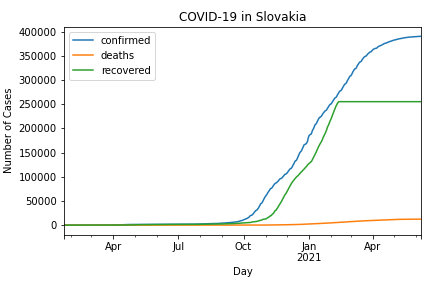 COVID-19 in Slovakia
confirmed
deaths
recovered
400000
350000
300000
250000
200000
150000
100000
50000
0
Number of Cases
Apr
Jul
Oct
Jan
2021
Apr
Day